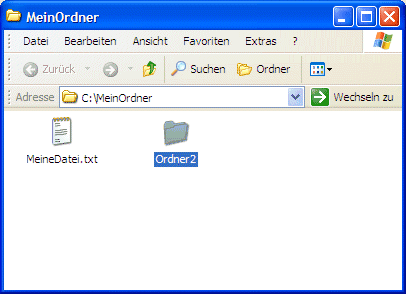 MeinOrdner
Datei Bearbeiten Ansicht Favoriten Extras ?
Zurück Suchen Ordner
Adresse C:\MeinOrdner Wechseln zu
MeineDatei.txt Ordner2